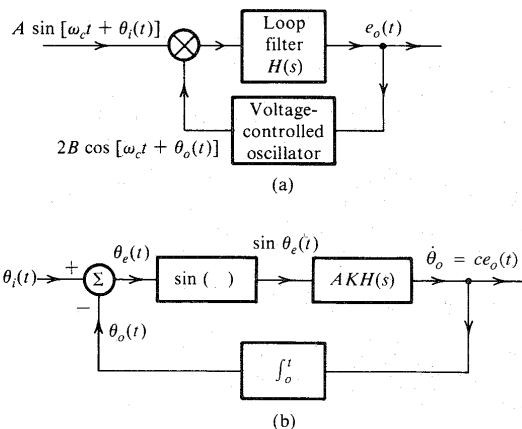 A sin [ω_c t + θ_i(t)]
Loop
filter
H(s)
e_o(t)
2B cos [ω_c t + θ_o(t)]
Voltage-
controlled
oscillator
(a)
θ_i(t)
+
Σ
−
θ_e(t)
sin ( )
sin θ_e(t)
AKH(s)
θ̇_o = ce_o(t)
θ_o(t)
∫_o^t
(b)